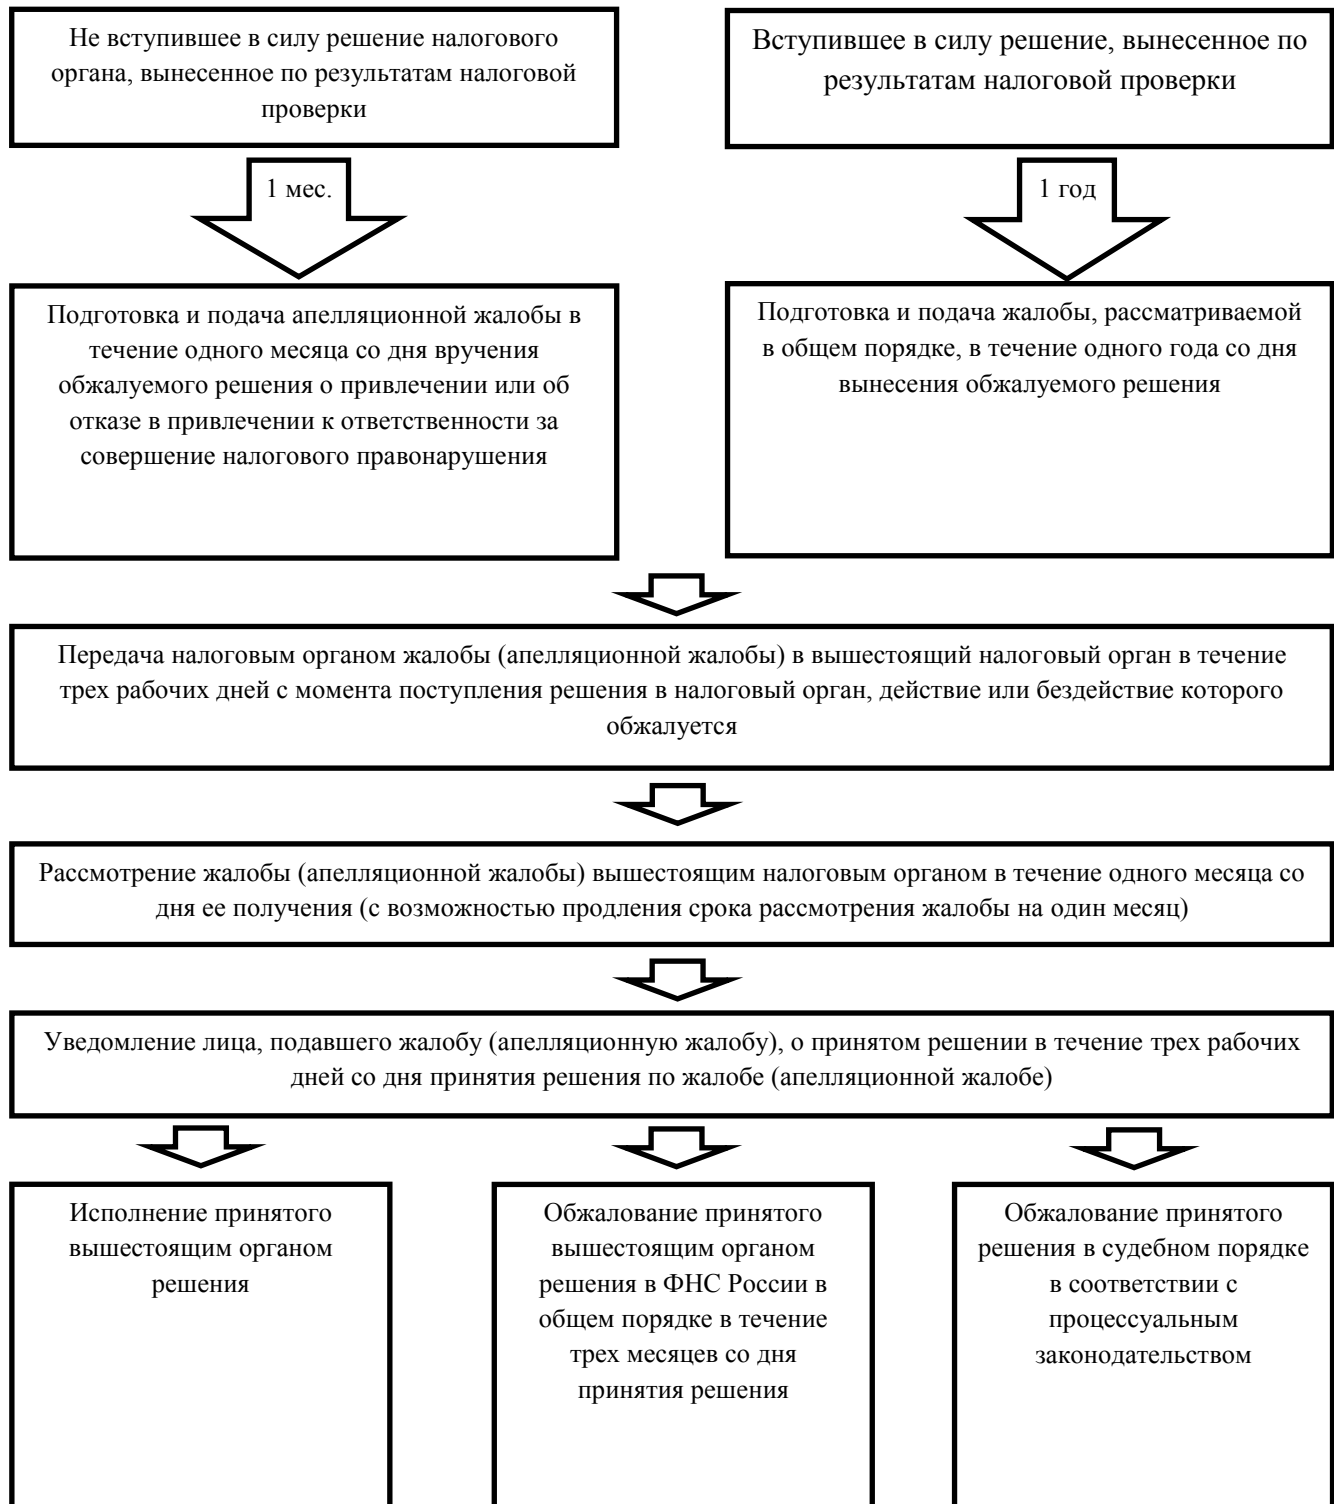 Не вступившее в силу решение налогового
органа, вынесенное по результатам налоговой
проверки
Вступившее в силу решение, вынесенное по
результатам налоговой проверки
1 мес.
1 год
Подготовка и подача апелляционной жалобы в
течение одного месяца со дня вручения
обжалуемого решения о привлечении или об
отказе в привлечении к ответственности за
совершение налогового правонарушения
Подготовка и подача жалобы, рассматриваемой
в общем порядке, в течение одного года со дня
вынесения обжалуемого решения
Передача налоговым органом жалобы (апелляционной жалобы) в вышестоящий налоговый орган в течение
трех рабочих дней с момента поступления решения в налоговый орган, действие или бездействие которого
обжалуется
Рассмотрение жалобы (апелляционной жалобы) вышестоящим налоговым органом в течение одного месяца со
дня ее получения (с возможностью продления срока рассмотрения жалобы на один месяц)
Уведомление лица, подавшего жалобу (апелляционную жалобу), о принятом решении в течение трех рабочих
дней со дня принятия решения по жалобе (апелляционной жалобе)
Исполнение принятого
вышестоящим органом
решения
Обжалование принятого
вышестоящим органом
решения в ФНС России в
общем порядке в течение
трех месяцев со дня
принятия решения
Обжалование принятого
решения в судебном порядке
в соответствии с
процессуальным
законодательством